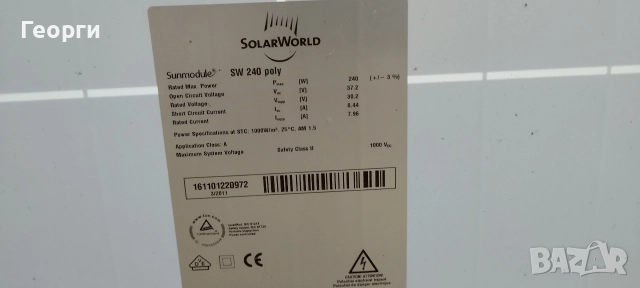 Георги
SOLARWORLD
Sunmodule SW 240 poly
Rated Max. Power Pmax [W] 240 (+/- 3 %)
Open Circuit Voltage Voc [V] 37.2
Rated Voltage Vmpp [V] 30.2
Short Circuit Current Isc [A] 8.44
Rated Current Impp [A] 7.96
Power Specifications at STC: 1000W/m², 25°C, AM 1.5
Application Class: A Safety Class II
Maximum System Voltage 1000 VDC
161101220972
3/2011
CE
CAUTION
BAZAR